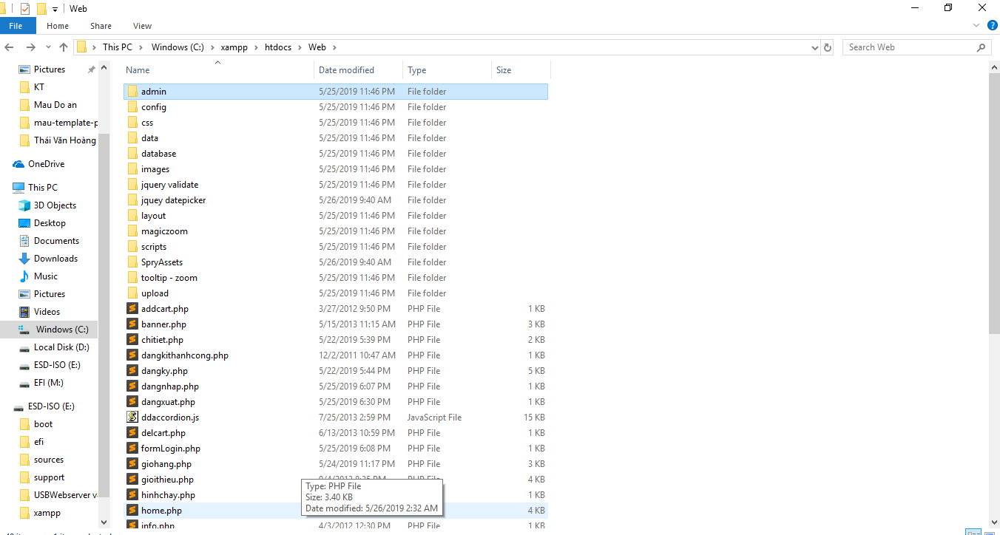 Web
File Home Share View
This PC Windows (C:) xampp htdocs Web Search Web
Name Date modified Type Size
Pictures
KT
Mau Do an
mau-template-p
Thái Văn Hoàng
OneDrive
This PC
3D Objects
Desktop
Documents
Downloads
Music
Pictures
Videos
Windows (C:)
Local Disk (D:)
ESD-ISO (E:)
EFI (M:)
ESD-ISO (E:)
boot
efi
sources
support
USBWebserver v
xampp
admin 5/25/2019 11:46 PM File folder
config 5/25/2019 11:46 PM File folder
css 5/25/2019 11:46 PM File folder
data 5/25/2019 11:46 PM File folder
database 5/25/2019 11:46 PM File folder
images 5/25/2019 11:46 PM File folder
jquery validate 5/25/2019 11:46 PM File folder
jquey datepicker 5/26/2019 9:40 AM File folder
layout 5/25/2019 11:46 PM File folder
magiczoom 5/25/2019 11:46 PM File folder
scripts 5/25/2019 11:46 PM File folder
SpryAssets 5/26/2019 9:40 AM File folder
tooltip - zoom 5/25/2019 11:46 PM File folder
upload 5/25/2019 11:46 PM File folder
addcart.php 3/27/2012 9:50 PM PHP File 1 KB
banner.php 5/15/2013 11:15 AM PHP File 3 KB
chitiet.php 5/22/2019 5:39 PM PHP File 2 KB
dangkithanhcong.php 12/2/2011 10:47 AM PHP File 1 KB
dangky.php 5/22/2019 5:44 PM PHP File 5 KB
dangnhap.php 5/25/2019 6:07 PM PHP File 1 KB
dangxuat.php 5/25/2019 6:30 PM PHP File 1 KB
ddaccordion.js 7/25/2013 2:59 PM JavaScript File 15 KB
delcart.php 6/13/2013 10:59 PM PHP File 1 KB
formLogin.php 5/25/2019 6:08 PM PHP File 1 KB
giohang.php 5/24/2019 11:17 PM PHP File 3 KB
gioithieu.php PHP File 4 KB
hinhchay.php 1 KB
home.php 4 KB
info.php 4/3/2012 12:30 PM PHP File 1 KB
Type: PHP File
Size: 3.40 KB
Date modified: 5/26/2019 2:32 AM